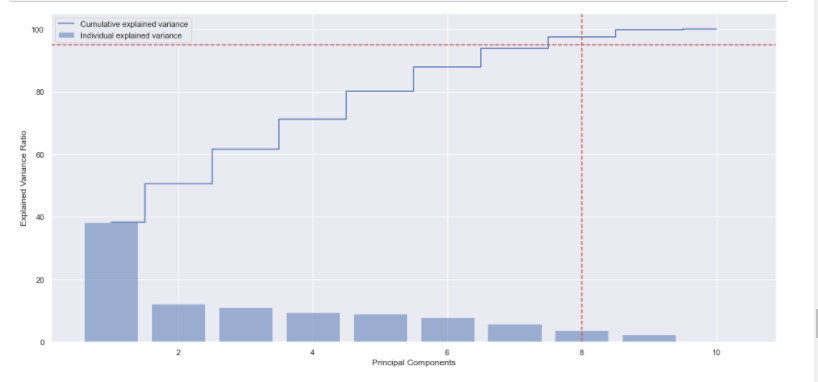 Cumulative explained variance
Individual explained variance
100
80
60
40
20
0
Explained Variance Ratio
2 4 6 8 10
Principal Components